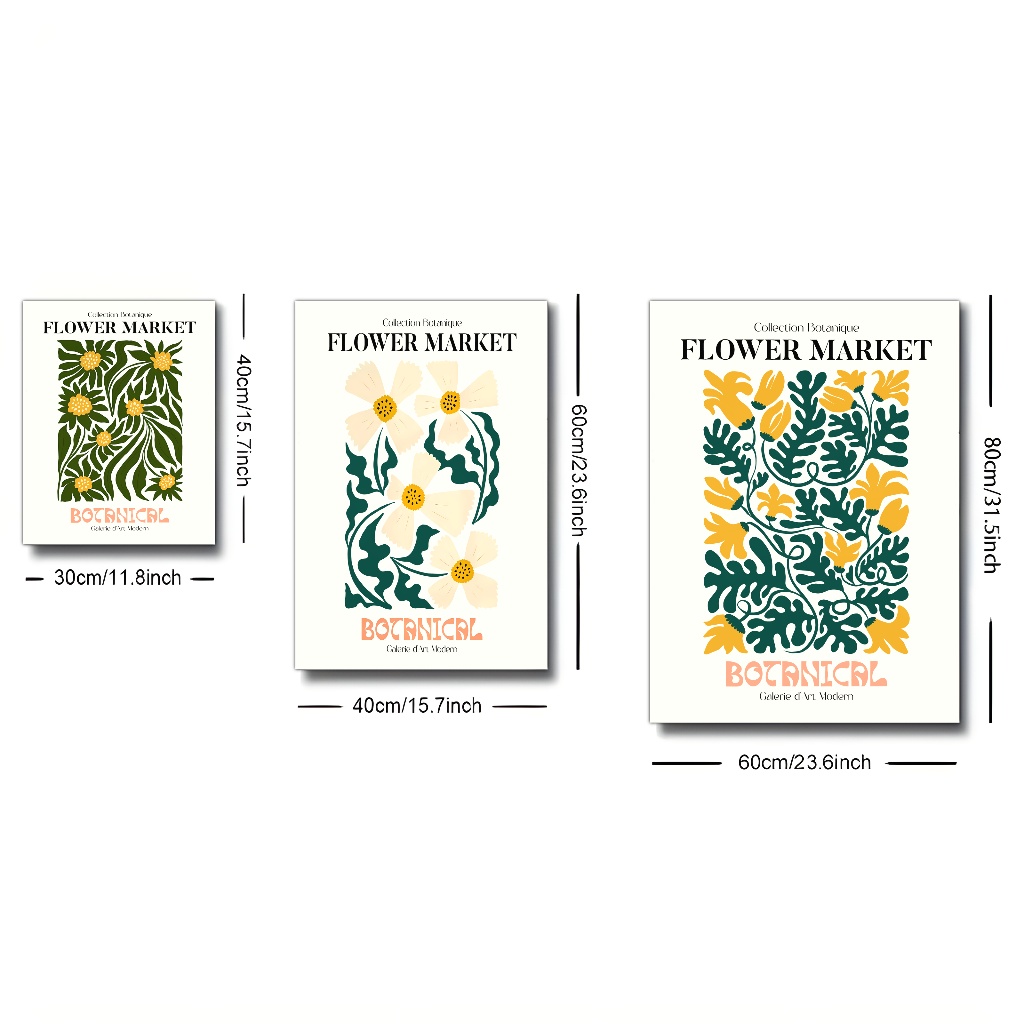 Collection Botanique
FLOWER MARKET
BOTANICAL
Galerie d'Art Modern
40cm/15.7inch
30cm/11.8inch
Collection Botanique
FLOWER MARKET
BOTANICAL
Galerie d'Art Modern
60cm/23.6inch
40cm/15.7inch
Collection Botanique
FLOWER MARKET
BOTANICAL
Galerie d'Art Modern
80cm/31.5inch
60cm/23.6inch